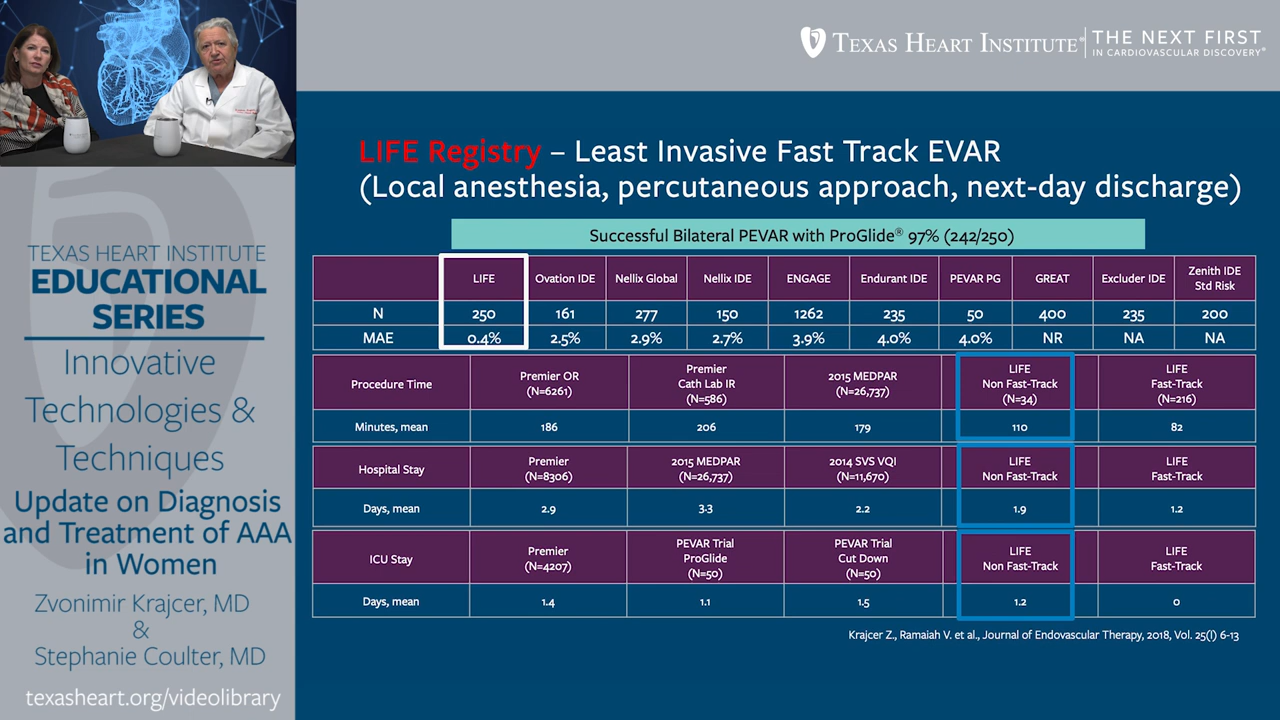 TEXAS HEART INSTITUTE® THE NEXT FIRST
IN CARDIOVASCULAR DISCOVERY®
TEXAS HEART INSTITUTE
EDUCATIONAL
SERIES
Innovative
Technologies &
Techniques
Update on Diagnosis
and Treatment of AAA
in Women
Zvonimir Krajcer, MD
&
Stephanie Coulter, MD
texasheart.org/videolibrary
LIFE Registry – Least Invasive Fast Track EVAR
(Local anesthesia, percutaneous approach, next-day discharge)
Successful Bilateral PEVAR with ProGlide® 97% (242/250)
LIFE Ovation IDE Nellix Global Nellix IDE ENGAGE Endurant IDE PEVAR PG GREAT Excluder IDE Zenith IDE Std Risk
N 250 161 277 150 1262 235 50 400 235 200
MAE 0.4% 2.5% 2.9% 2.7% 3.9% 4.0% 4.0% NR NA NA
Procedure Time Premier OR (N=6261) Premier Cath Lab IR (N=586) 2015 MEDPAR (N=26,737) LIFE Non Fast-Track (N=34) LIFE Fast-Track (N=216)
Minutes, mean 186 206 179 110 82
Hospital Stay Premier (N=8306) 2015 MEDPAR (N=26,737) 2014 SVS VQI (N=11,670) LIFE Non Fast-Track LIFE Fast-Track
Days, mean 2.9 3.3 2.2 1.9 1.2
ICU Stay Premier (N=4207) PEVAR Trial ProGlide (N=50) PEVAR Trial Cut Down (N=50) LIFE Non Fast-Track LIFE Fast-Track
Days, mean 1.4 1.1 1.5 1.2 0
Krajcer Z., Ramaiah V. et al., Journal of Endovascular Therapy, 2018, Vol. 25(I) 6-13